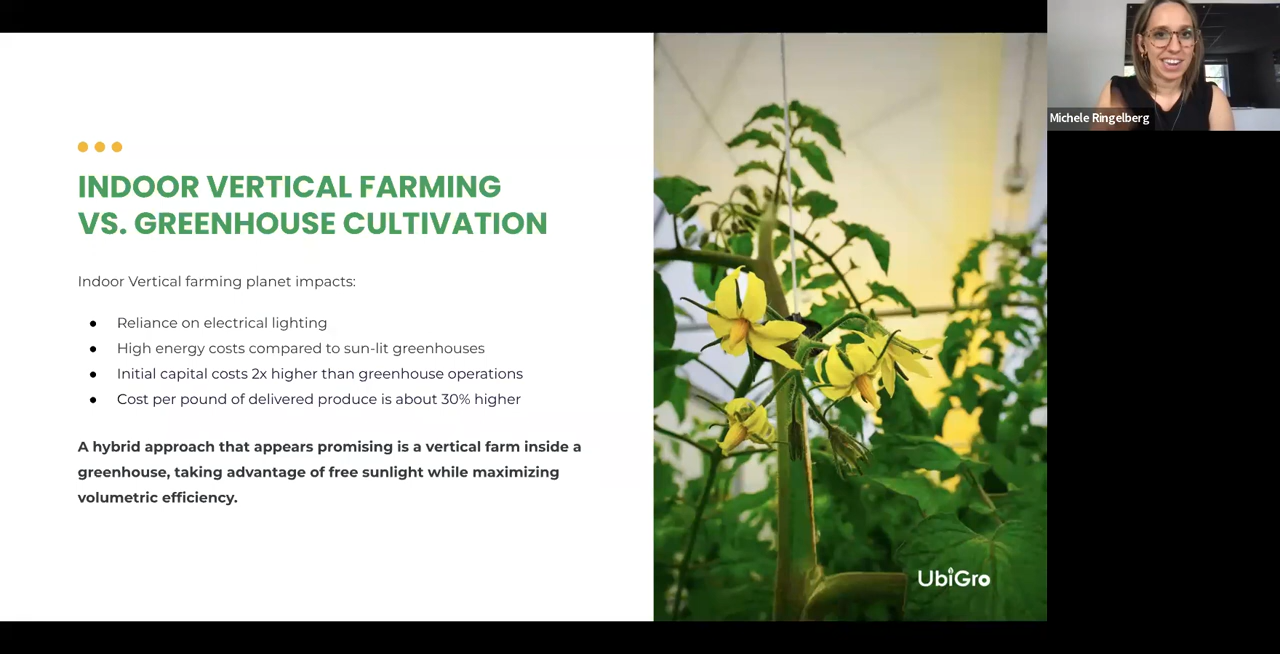 INDOOR VERTICAL FARMING
VS. GREENHOUSE CULTIVATION
Indoor Vertical farming planet impacts:
● Reliance on electrical lighting
● High energy costs compared to sun-lit greenhouses
● Initial capital costs 2x higher than greenhouse operations
● Cost per pound of delivered produce is about 30% higher
A hybrid approach that appears promising is a vertical farm inside a
greenhouse, taking advantage of free sunlight while maximizing
volumetric efficiency.
UbiGro
Michele Ringelberg